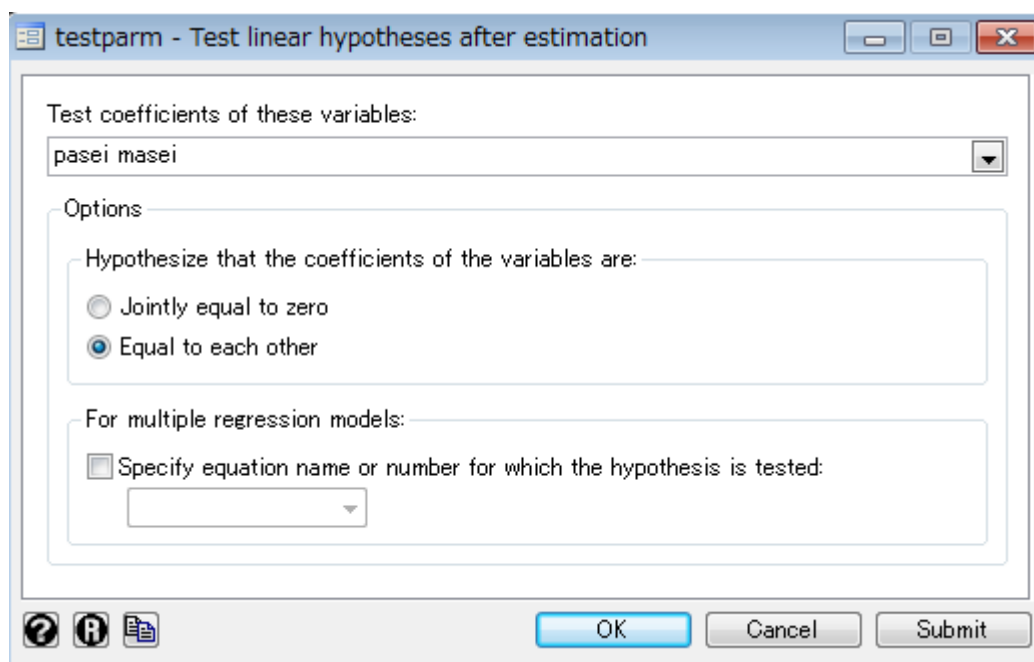 testparm - Test linear hypotheses after estimation
Test coefficients of these variables:
pasei masei
Options
Hypothesize that the coefficients of the variables are:
Jointly equal to zero
Equal to each other
For multiple regression models:
Specify equation name or number for which the hypothesis is tested:
? R
OK Cancel Submit